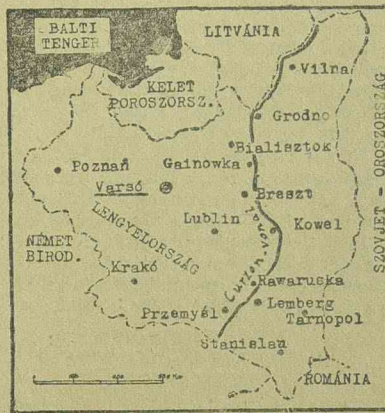 BALTI
TENGER
LITVÁNIA
Vilna
KELET
POROSZORSZ.
Grodno
Bialisztok
Poznań
Gainowka
Varsó
Breszt
LENGYELORSZÁG
Lublin
Kowel
NÉMET
BIROD.
Curzon vonal
Krakó
Rawaruska
Lemberg
Przemyśl
Tarnopol
Stanislau
ROMÁNIA
SZOVJET OROSZORSZÁG